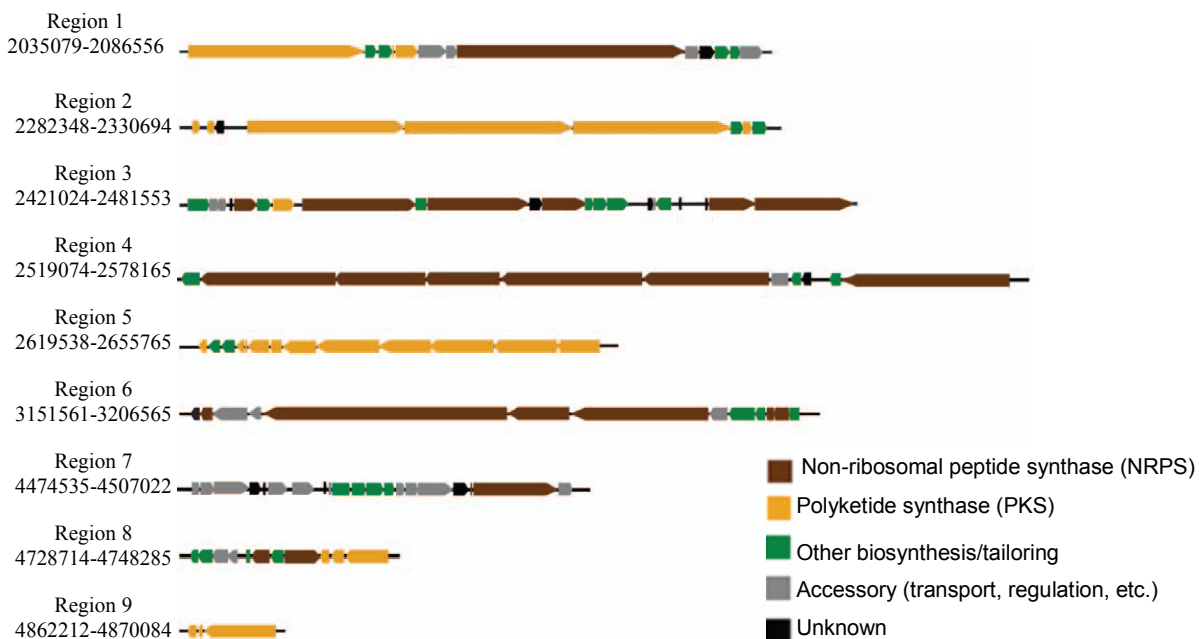 Region 1
2035079-2086556
Region 2
2282348-2330694
Region 3
2421024-2481553
Region 4
2519074-2578165
Region 5
2619538-2655765
Region 6
3151561-3206565
Region 7
4474535-4507022
Region 8
4728714-4748285
Region 9
4862212-4870084
Non-ribosomal peptide synthase (NRPS)
Polyketide synthase (PKS)
Other biosynthesis/tailoring
Accessory (transport, regulation, etc.)
Unknown